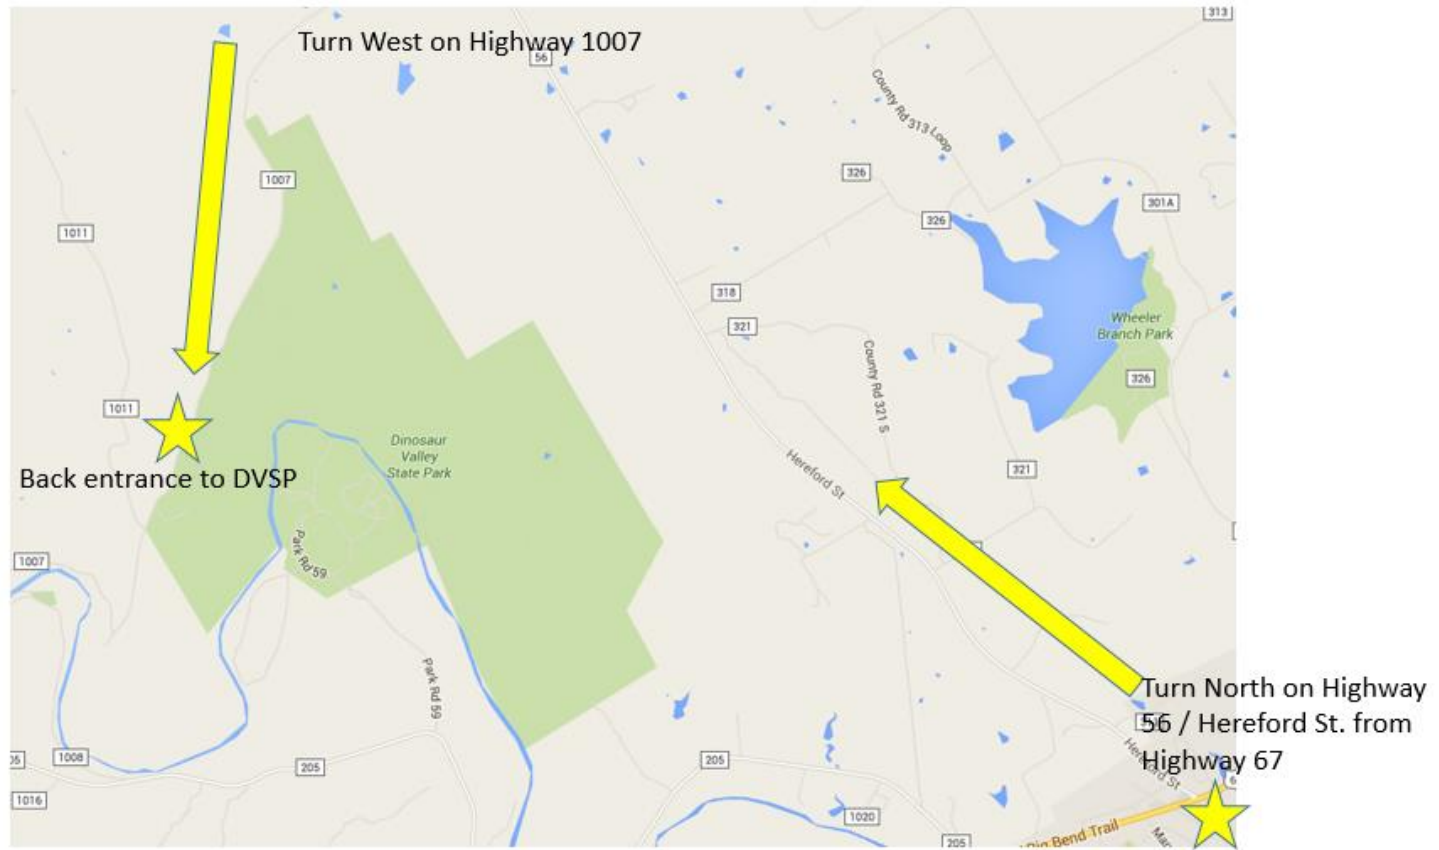 Turn West on Highway 1007
313
56
County Rd 313 Loop
1007
326
301A
326
1011
318
321
Wheeler
Branch Park
County Rd 321 S
326
1011
Dinosaur
Valley
State Park
Back entrance to DVSP
Hereford St
321
Park Rd 59
1007
Park Rd 59
Turn North on Highway
56 / Hereford St. from
Highway 67
Hereford St
205
1008
205
1016
1020
Big Bend Trail
205